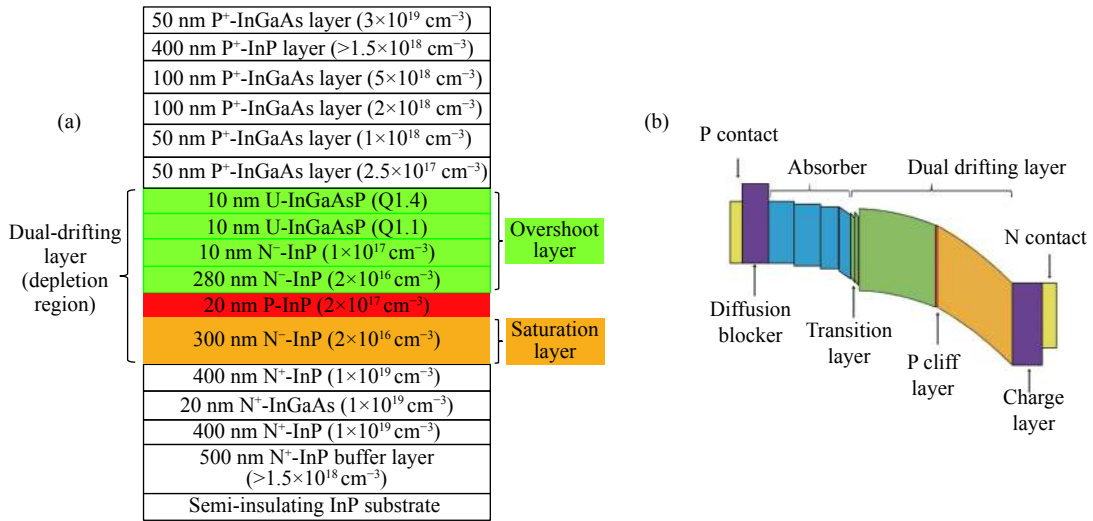 (a)
50 nm P⁺-InGaAs layer (3×10¹⁹ cm⁻³)
400 nm P⁺-InP layer (>1.5×10¹⁸ cm⁻³)
100 nm P⁺-InGaAs layer (5×10¹⁸ cm⁻³)
100 nm P⁺-InGaAs layer (2×10¹⁸ cm⁻³)
50 nm P⁺-InGaAs layer (1×10¹⁸ cm⁻³)
50 nm P⁺-InGaAs layer (2.5×10¹⁷ cm⁻³)
10 nm U-InGaAsP (Q1.4)
10 nm U-InGaAsP (Q1.1)
10 nm N⁻-InP (1×10¹⁷ cm⁻³)
280 nm N⁻-InP (2×10¹⁶ cm⁻³)
20 nm P-InP (2×10¹⁷ cm⁻³)
300 nm N⁻-InP (2×10¹⁶ cm⁻³)
400 nm N⁺-InP (1×10¹⁹ cm⁻³)
20 nm N⁺-InGaAs (1×10¹⁹ cm⁻³)
400 nm N⁺-InP (1×10¹⁹ cm⁻³)
500 nm N⁺-InP buffer layer
(>1.5×10¹⁸ cm⁻³)
Semi-insulating InP substrate
Dual-drifting
layer
(depletion
region)
Overshoot
layer
Saturation
layer
(b)
P contact
Absorber
Dual drifting layer
N contact
Diffusion
blocker
Transition
layer
P cliff
layer
Charge
layer